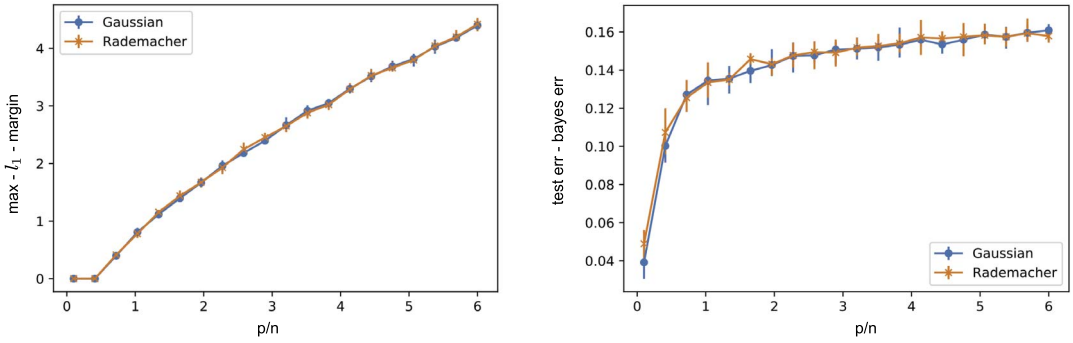 max - l₁ - margin
4
3
2
1
0
Gaussian
Rademacher
0 1 2 3 4 5 6
p/n
test err - bayes err
0.16
0.14
0.12
0.10
0.08
0.06
0.04
Gaussian
Rademacher
0 1 2 3 4 5 6
p/n